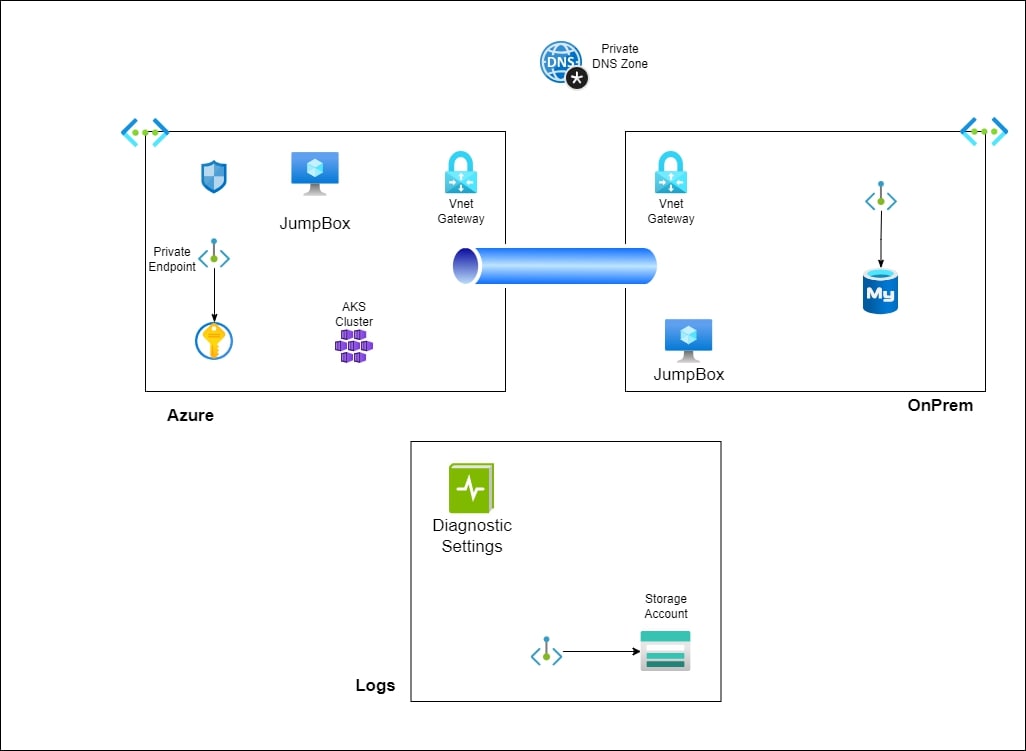 DNS
Private
DNS Zone
JumpBox
Vnet
Gateway
Vnet
Gateway
Private
Endpoint
My
AKS
Cluster
JumpBox
Azure
OnPrem
Diagnostic
Settings
Storage
Account
Logs